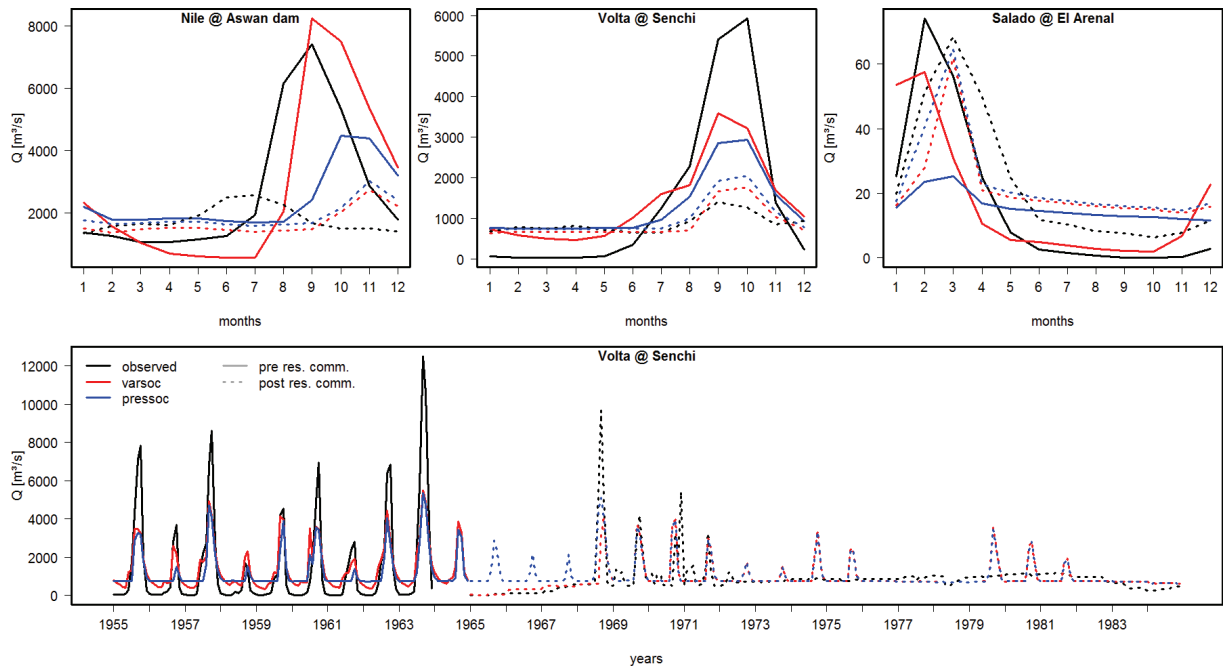 Nile @ Aswan dam
Q [m³/s]
8000
6000
4000
2000
1 2 3 4 5 6 7 8 9 10 11 12
months
Volta @ Senchi
Q [m³/s]
6000
5000
4000
3000
2000
1000
0
1 2 3 4 5 6 7 8 9 10 11 12
months
Salado @ El Arenal
Q [m³/s]
60
40
20
0
1 2 3 4 5 6 7 8 9 10 11 12
months
Volta @ Senchi
observed
varsoc
pressoc
pre res. comm.
post res. comm.
Q [m³/s]
12000
10000
8000
6000
4000
2000
0
1955 1957 1959 1961 1963 1965 1967 1969 1971 1973 1975 1977 1979 1981 1983
years